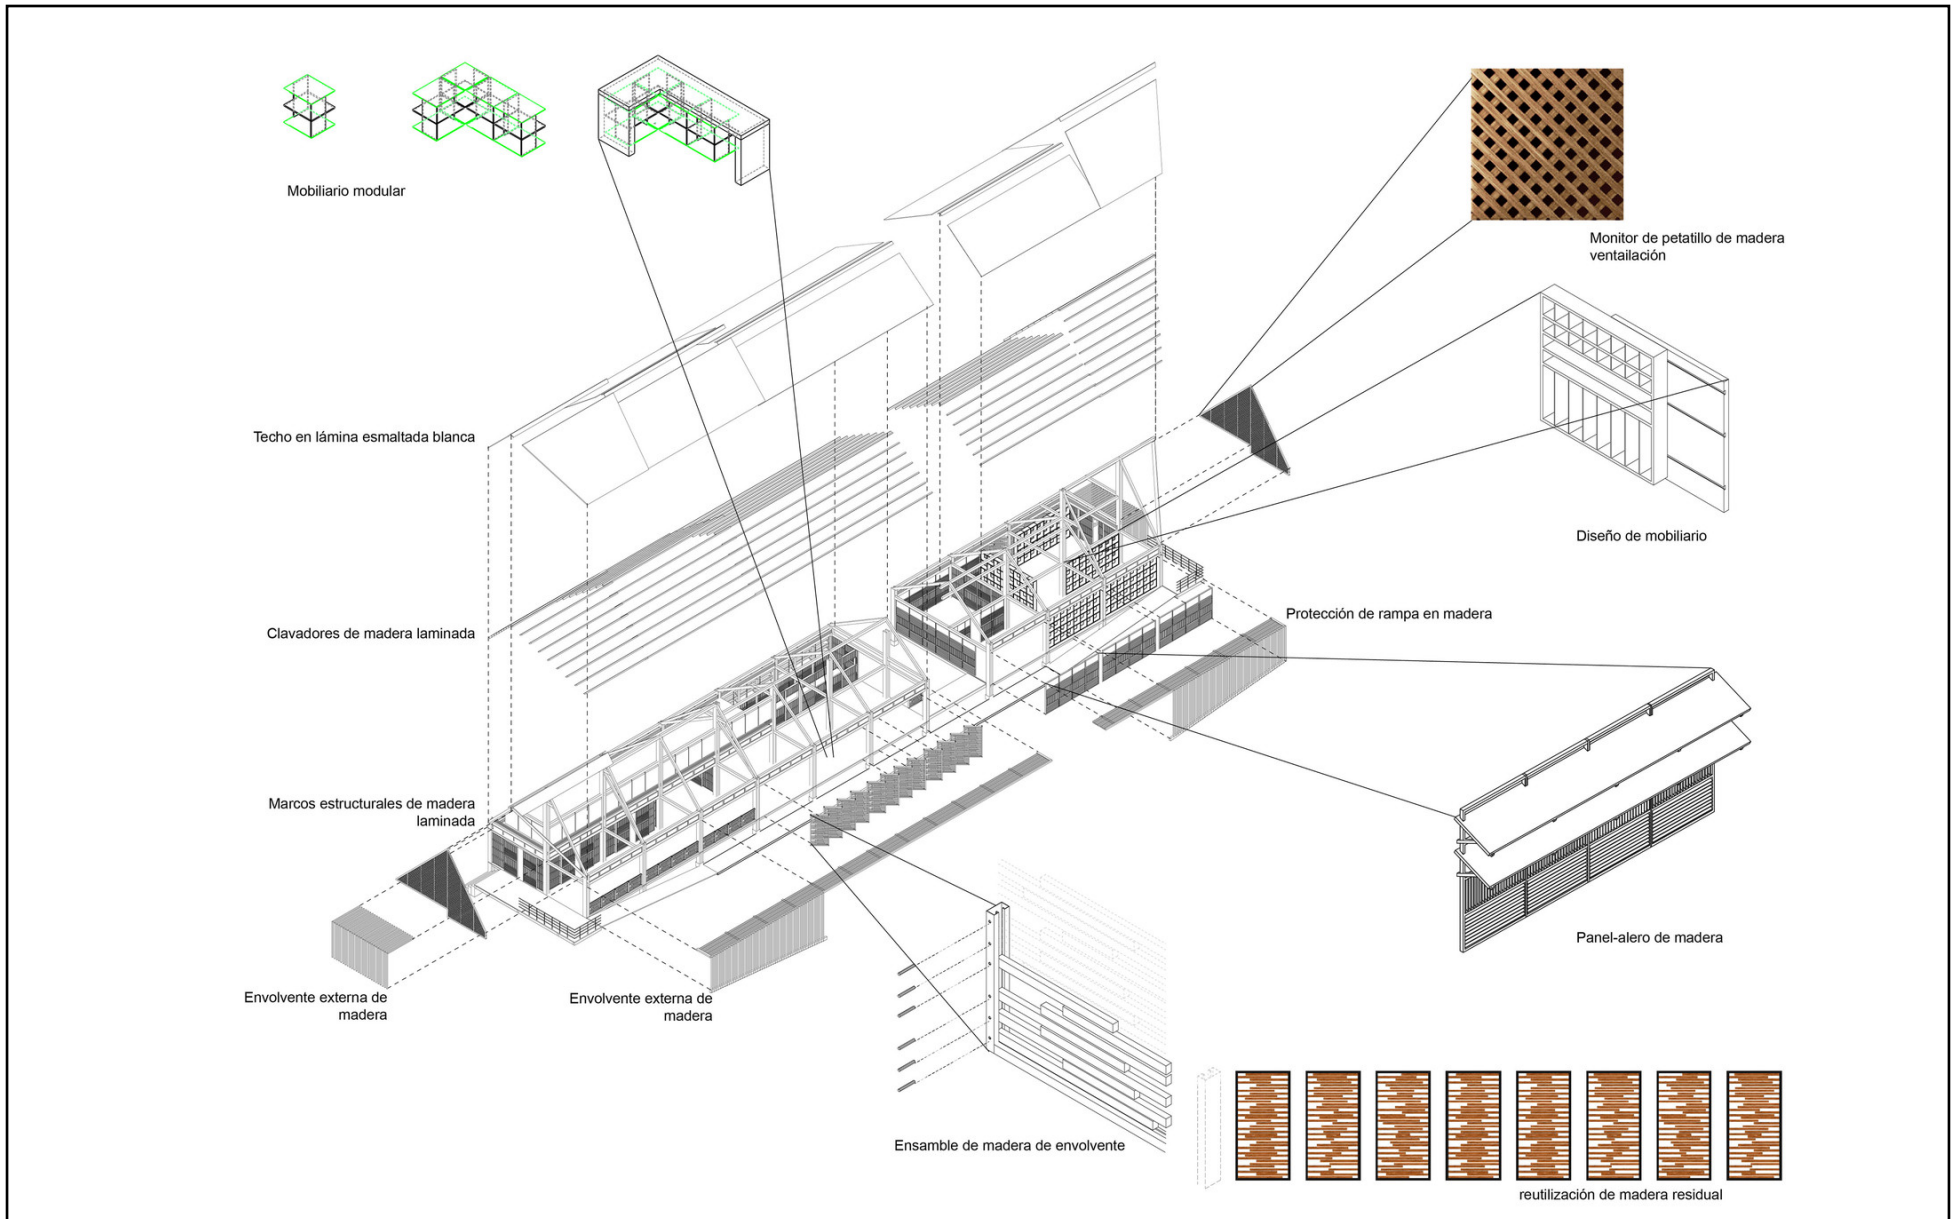 Mobiliario modular
Monitor de petatillo de madera
ventailación
Techo en lámina esmaltada blanca
Diseño de mobiliario
Clavadores de madera laminada
Protección de rampa en madera
Marcos estructurales de madera
laminada
Panel-alero de madera
Envolvente externa de
madera
Envolvente externa de
madera
Ensamble de madera de envolvente
reutilización de madera residual